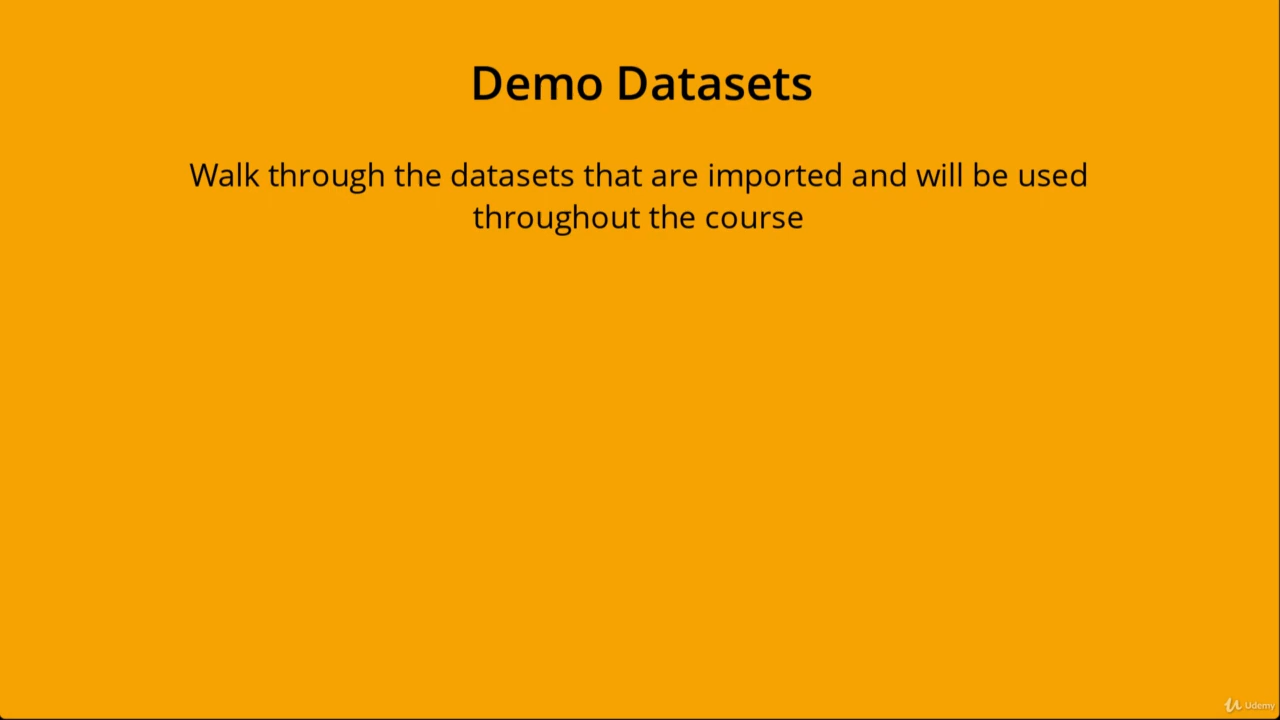 Demo Datasets
Walk through the datasets that are imported and will be used
throughout the course
Udemy